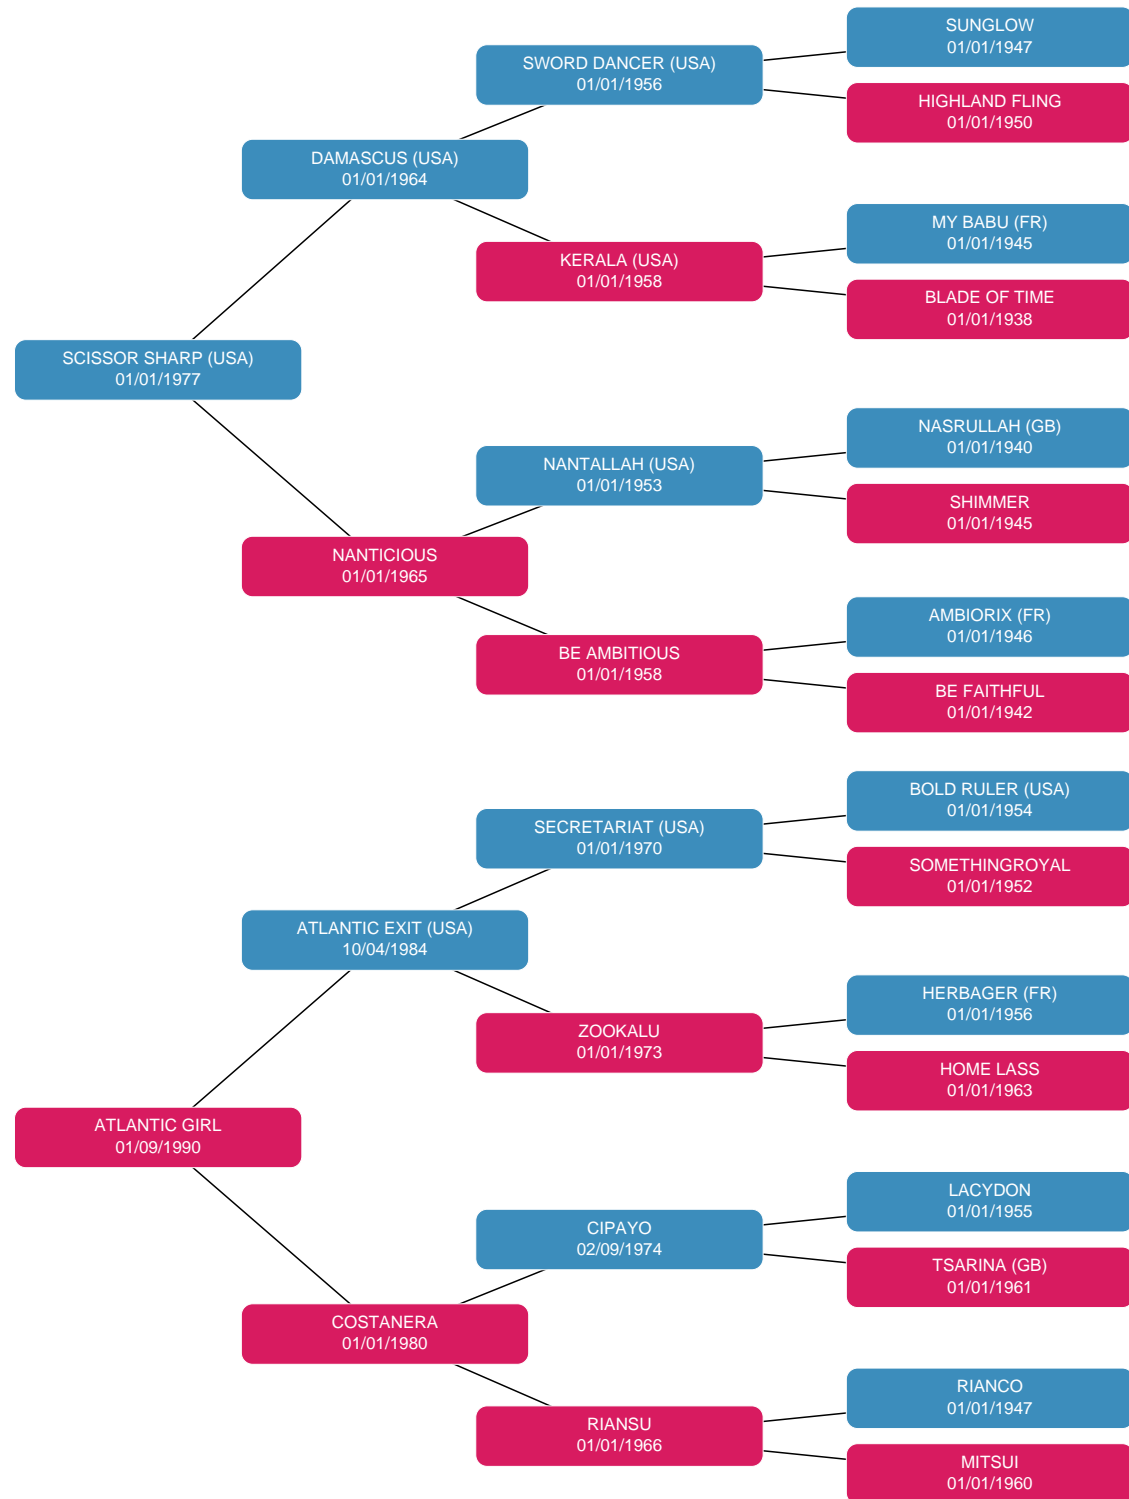 SUNGLOW
01/01/1947
SWORD DANCER (USA)
01/01/1956
HIGHLAND FLING
01/01/1950
DAMASCUS (USA)
01/01/1964
MY BABU (FR)
01/01/1945
KERALA (USA)
01/01/1958
BLADE OF TIME
01/01/1938
SCISSOR SHARP (USA)
01/01/1977
NASRULLAH (GB)
01/01/1940
NANTALLAH (USA)
01/01/1953
SHIMMER
01/01/1945
NANTICIOUS
01/01/1965
AMBIORIX (FR)
01/01/1946
BE AMBITIOUS
01/01/1958
BE FAITHFUL
01/01/1942
BOLD RULER (USA)
01/01/1954
SECRETARIAT (USA)
01/01/1970
SOMETHINGROYAL
01/01/1952
ATLANTIC EXIT (USA)
10/04/1984
HERBAGER (FR)
01/01/1956
ZOOKALU
01/01/1973
HOME LASS
01/01/1963
ATLANTIC GIRL
01/09/1990
LACYDON
01/01/1955
CIPAYO
02/09/1974
TSARINA (GB)
01/01/1961
COSTANERA
01/01/1980
RIANCO
01/01/1947
RIANSU
01/01/1966
MITSUI
01/01/1960